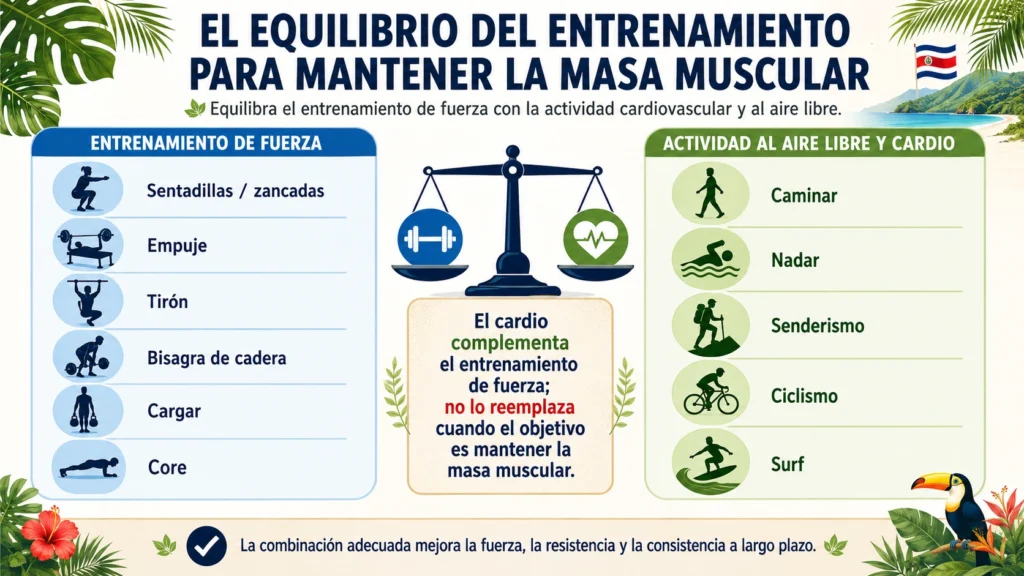 EL EQUILIBRIO DEL ENTRENAMIENTO
PARA MANTENER LA MASA MUSCULAR
Equilibra el entrenamiento de fuerza con la actividad cardiovascular y al aire libre.
ENTRENAMIENTO DE FUERZA
Sentadillas / zancadas
Empuje
Tirón
Bisagra de cadera
Cargar
Core
El cardio
complementa
el entrenamiento
de fuerza;
no lo reemplaza
cuando el objetivo
es mantener la
masa muscular.
ACTIVIDAD AL AIRE LIBRE Y CARDIO
Caminar
Nadar
Senderismo
Ciclismo
Surf
La combinación adecuada mejora la fuerza, la resistencia y la consistencia a largo plazo.